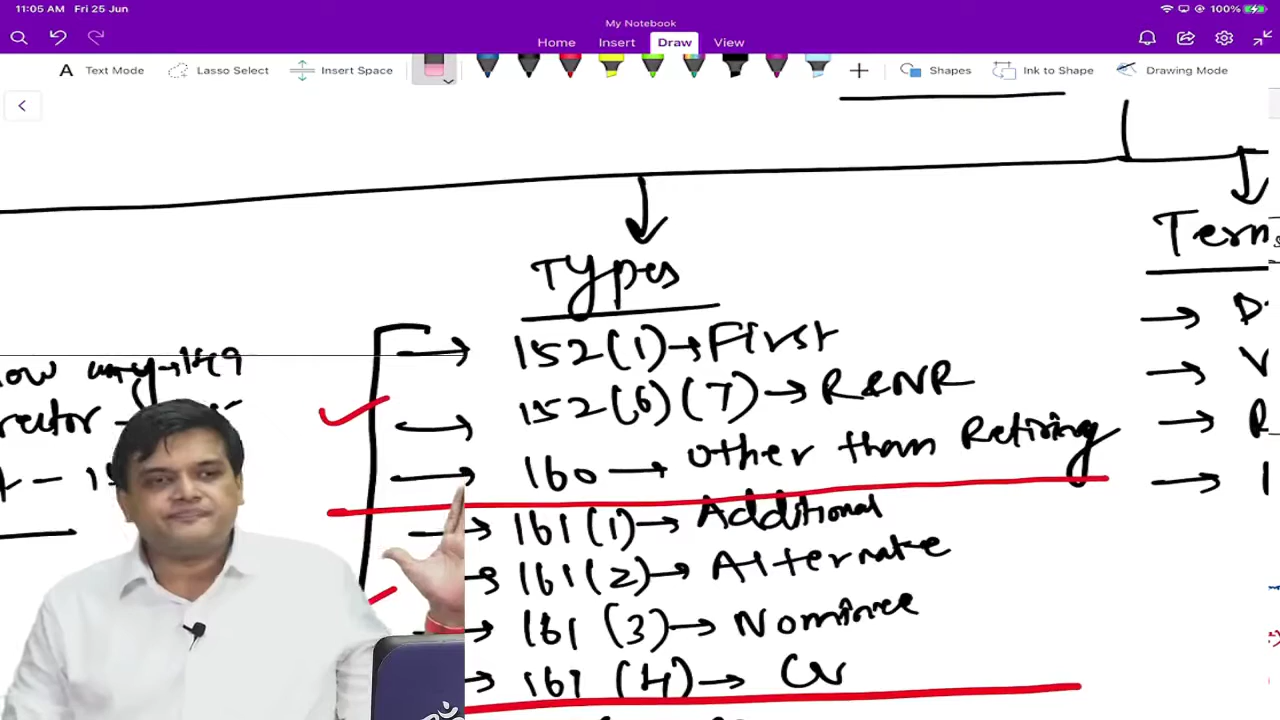 11:05 AM Fri 25 Jun
100%
My Notebook
Home Insert Draw View
Text Mode Lasso Select Insert Space Shapes Ink to Shape Drawing Mode
Types
152(1)→First
152(6)(7)→R&NR
160→Other than Retiring
161(1)→Additional
161(2)→Alternate
161(3)→Nominee
161(4)→CV
Term
→ D
→ V
→ R
149